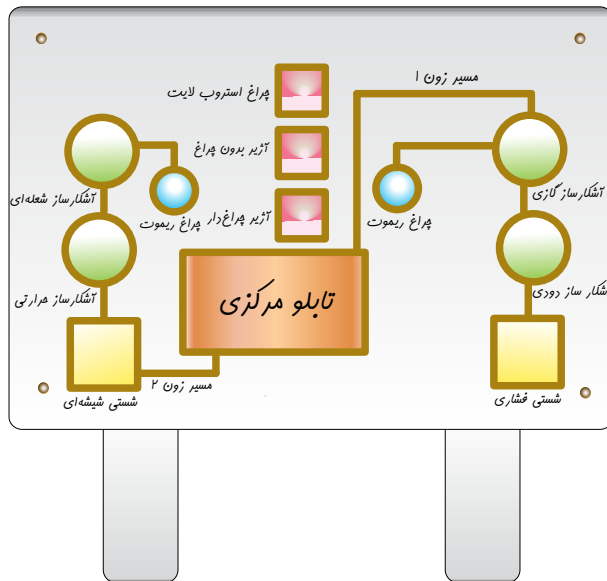 مسیر زون ۱
چراغ استروب لایت
آژیر بدون چراغ
آشکارساز شعله‌ای
آشکارساز گازی
چراغ ریموت
چراغ ریموت
آژیر چراغ‌دار
آشکارساز حرارتی
شکار ساز دودی
تابلو مرکزی
مسیر زون ۲
شستی شیشه‌ای
شستی فشاری